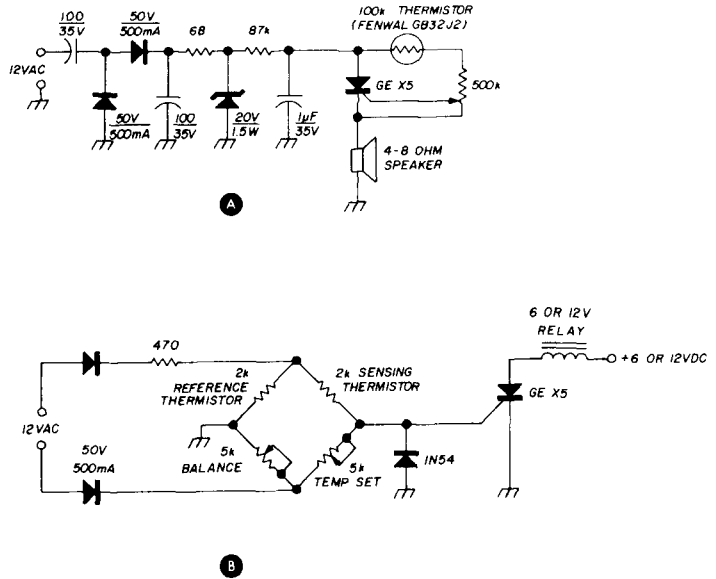 100
35V
12VAC
50V
500mA
68
87k
50V
500mA
100
35V
20V
1.5W
1µF
35V
100k THERMISTOR
(FENWAL GB32J2)
GE X5
500k
4-8 OHM
SPEAKER
A
6 OR 12V
RELAY
+6 OR 12VDC
470
2k
REFERENCE
THERMISTOR
2k SENSING
THERMISTOR
GE X5
12VAC
50V
500mA
5k
BALANCE
5k
TEMP SET
1N54
B